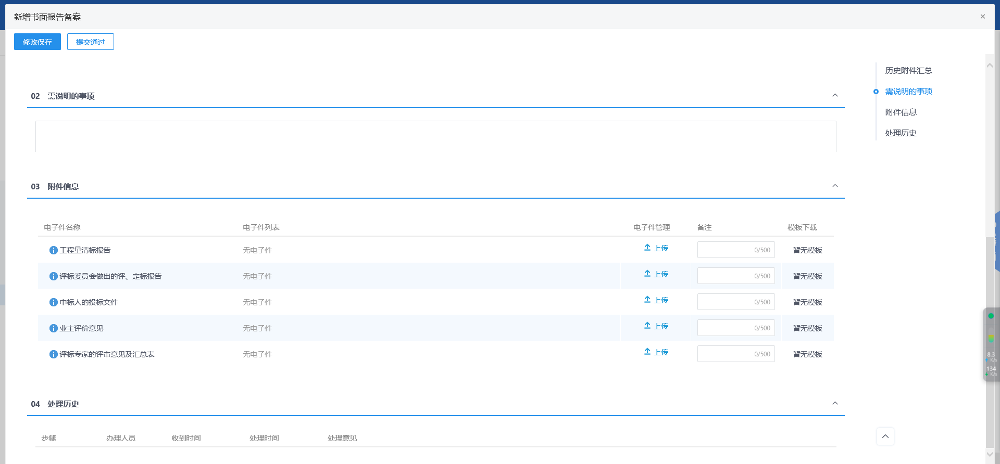 新增书面报告备案
×
修改保存 提交通过
历史附件汇总
需说明的事项
附件信息
处理历史
02 需说明的事项
03 附件信息
电子件名称 电子件列表 电子件管理 备注 模板下载
工程量清标报告 无电子件 上传 0/500 暂无模板
评标委员会做出的评、定标报告 无电子件 上传 0/500 暂无模板
中标人的投标文件 无电子件 上传 0/500 暂无模板
业主评价意见 无电子件 上传 0/500 暂无模板
评标专家的评审意见及汇总表 无电子件 上传 0/500 暂无模板
8.3
K/s
134
K/s
04 处理历史
步骤 办理人员 收到时间 处理时间 处理意见